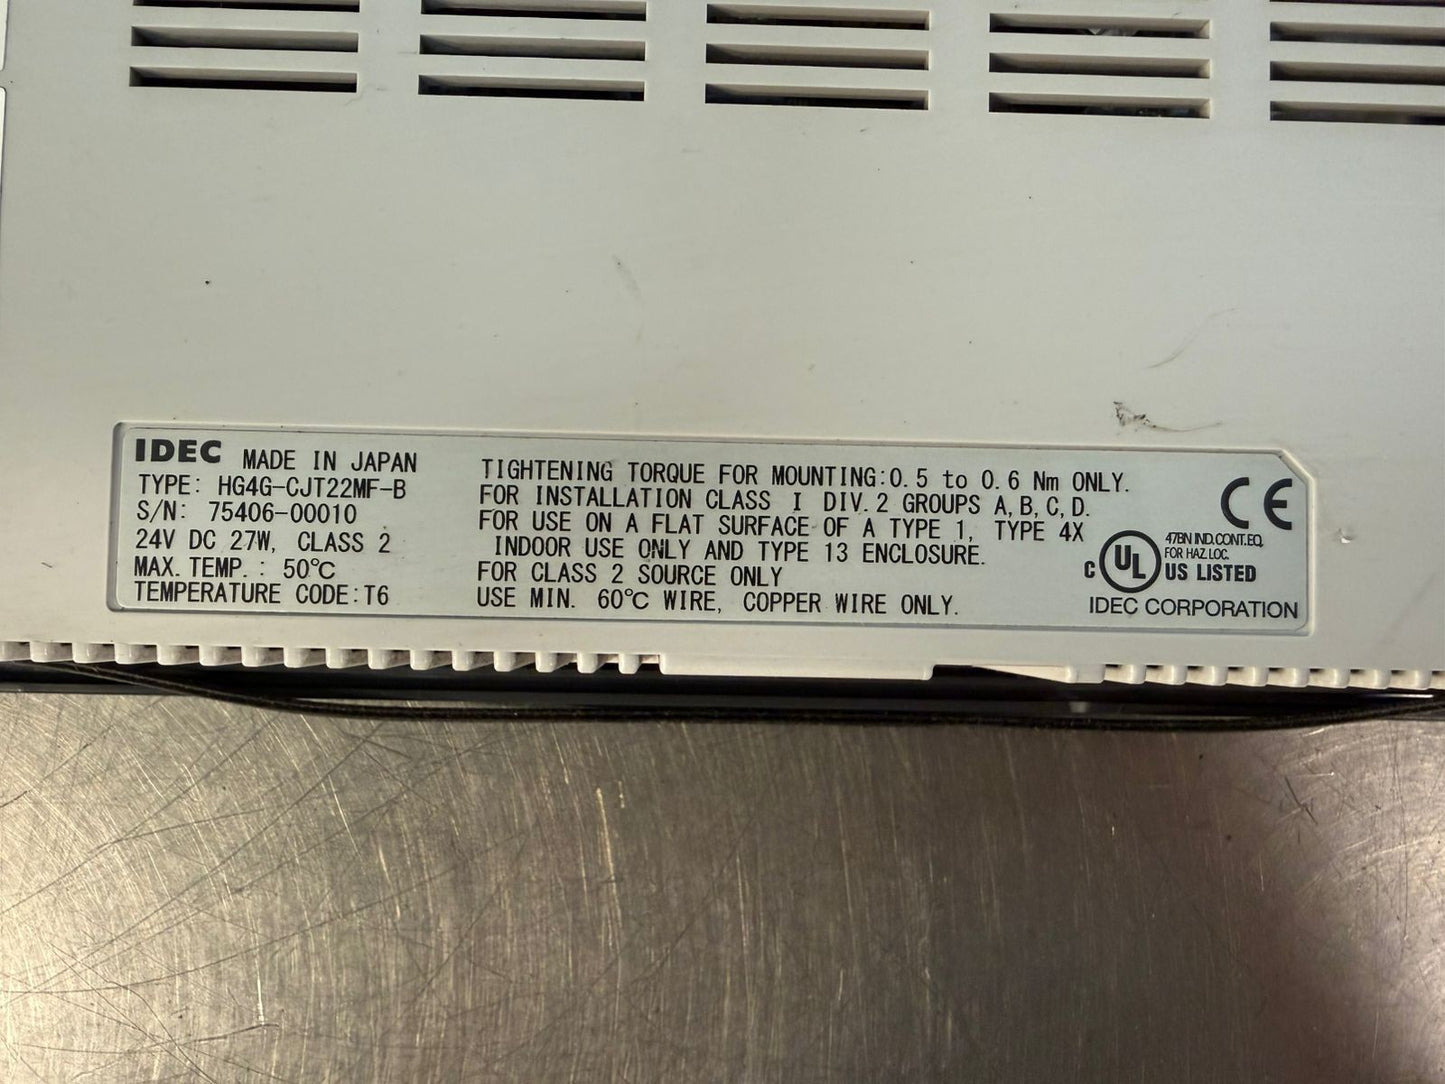 IDEC MADE IN JAPAN
TYPE: HG4G-CJT22MF-B
S/N: 75406-00010
24V DC 27W, CLASS 2
MAX. TEMP.: 50℃
TEMPERATURE CODE:T6
TIGHTENING TORQUE FOR MOUNTING:0.5 to 0.6 Nm ONLY.
FOR INSTALLATION CLASS I DIV.2 GROUPS A,B,C,D.
FOR USE ON A FLAT SURFACE OF A TYPE 1, TYPE 4X
INDOOR USE ONLY AND TYPE 13 ENCLOSURE.
FOR CLASS 2 SOURCE ONLY
USE MIN. 60℃ WIRE, COPPER WIRE ONLY.
CE
47BN IND.CONT.EQ.
FOR HAZ.LOC.
C UL US LISTED
IDEC CORPORATION